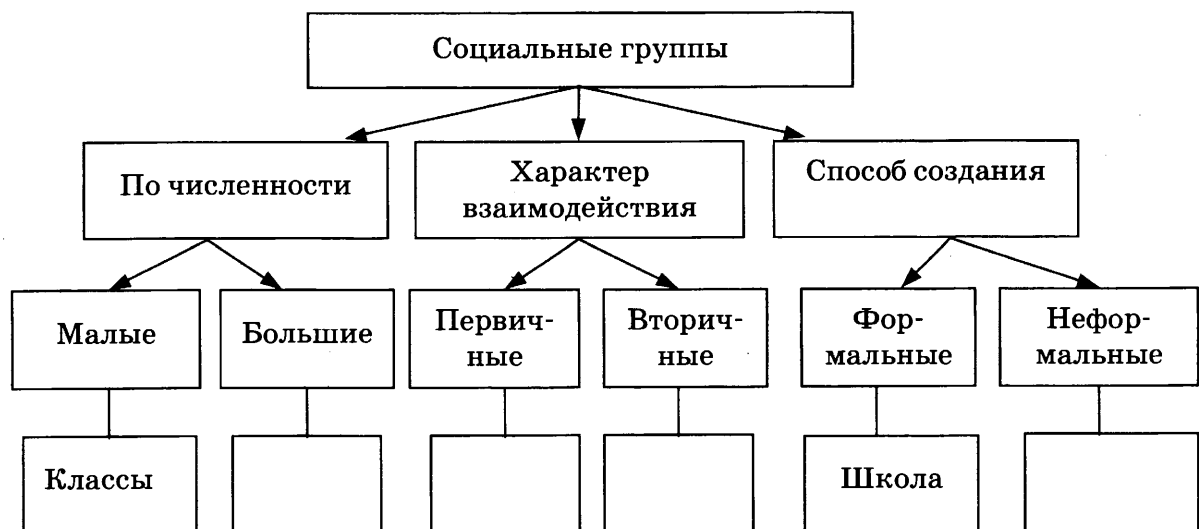 Социальные группы
По численности
Характер
взаимодействия
Способ создания
Малые
Большие
Первич-
ные
Вторич-
ные
Фор-
мальные
Нефор-
мальные
Классы
Школа